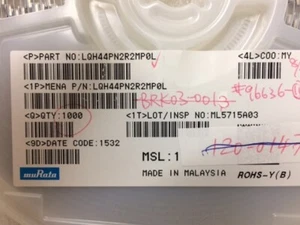 <P>PART NO:LQH44PN2R2MP0L
<4L>COO:MY
<1P>MENA P/N:LQH44PN2R2MP0L
BRK03-0013
#96636-
<Q>QTY:1000
<1T>LOT/INSP NO:ML5715A03
<9D>DATE CODE:1532
MSL:1
muRata
MADE IN MALAYSIA ROHS-Y(B)